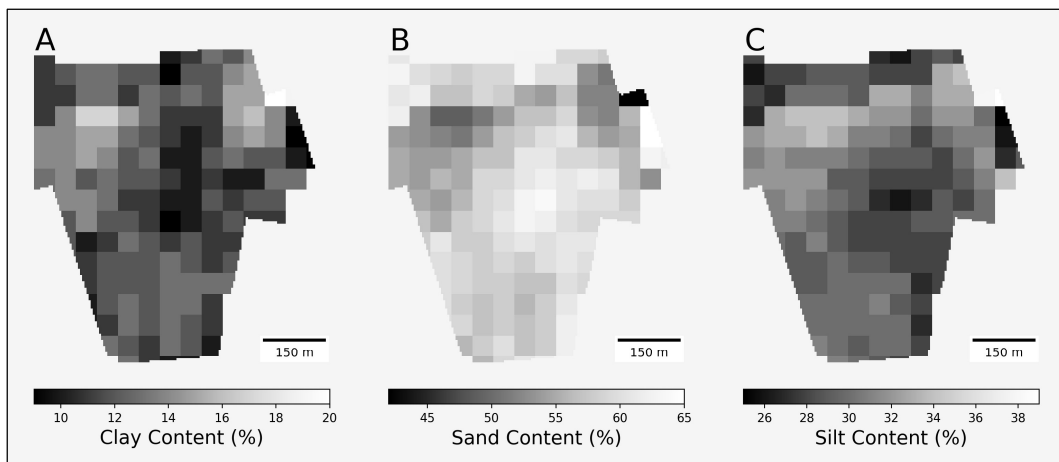 A
B
C
150 m
150 m
150 m
10 12 14 16 18 20
45 50 55 60 65
26 28 30 32 34 36 38
Clay Content (%)
Sand Content (%)
Silt Content (%)